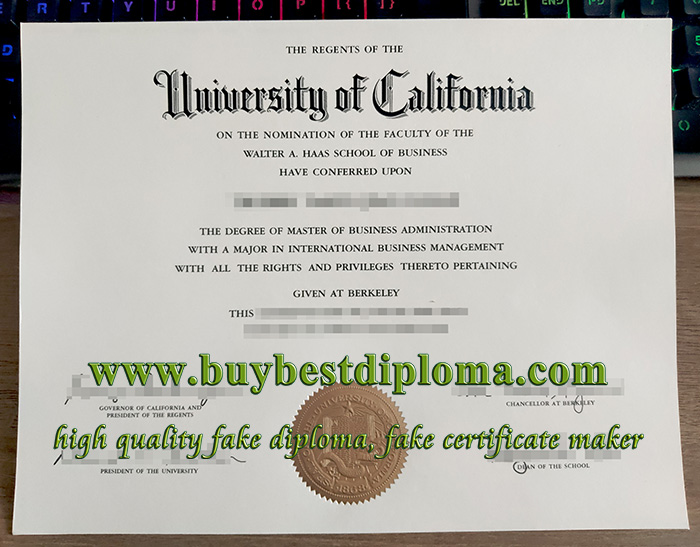 R T Y U I O P [{ DEL END PD
THE REGENTS OF THE
University of California
ON THE NOMINATION OF THE FACULTY OF THE
WALTER A. HAAS SCHOOL OF BUSINESS
HAVE CONFERRED UPON
THE DEGREE OF MASTER OF BUSINESS ADMINISTRATION
WITH A MAJOR IN INTERNATIONAL BUSINESS MANAGEMENT
WITH ALL THE RIGHTS AND PRIVILEGES THERETO PERTAINING
GIVEN AT BERKELEY
THIS
www.buybestdiploma.com
GOVERNOR OF CALIFORNIA AND
PRESIDENT OF THE REGENTS
CHANCELLOR AT BERKELEY
high quality fake diploma, fake certificate maker
PRESIDENT OF THE UNIVERSITY
DEAN OF THE SCHOOL